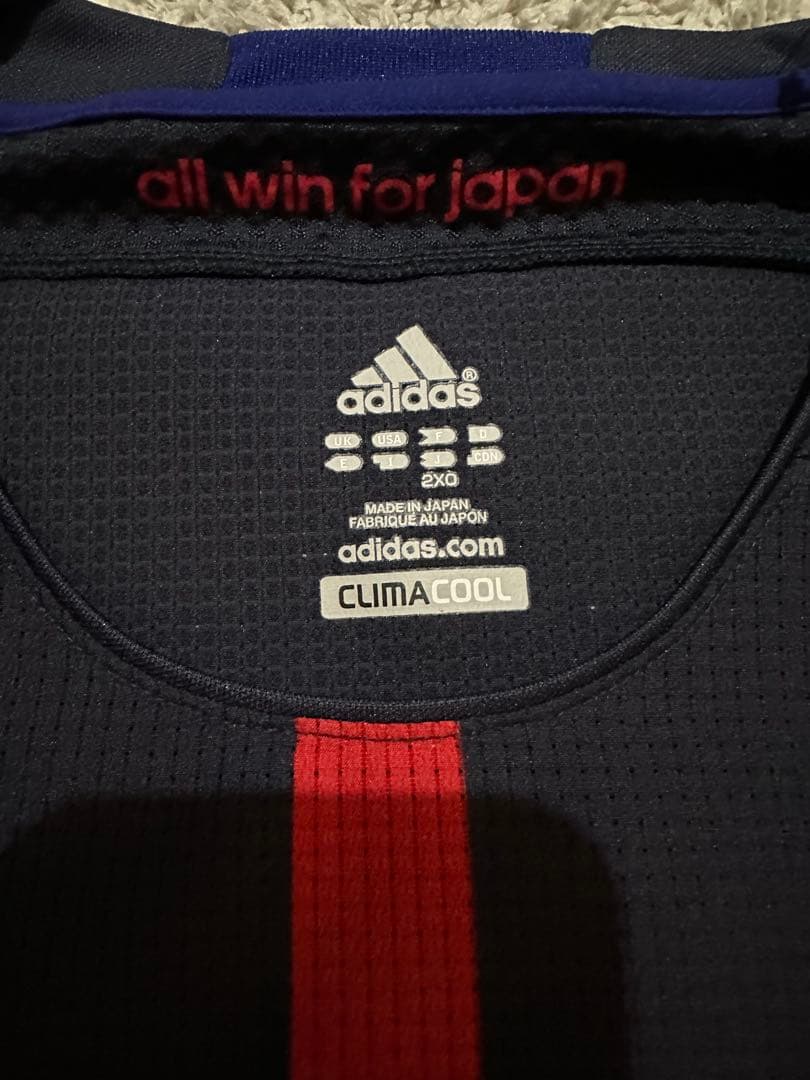 all win for japan
adidas®
UK USA F D
E I J CDN
2XO
MADE IN JAPAN
FABRIQUÉ AU JAPON
adidas.com
CLIMACOOL